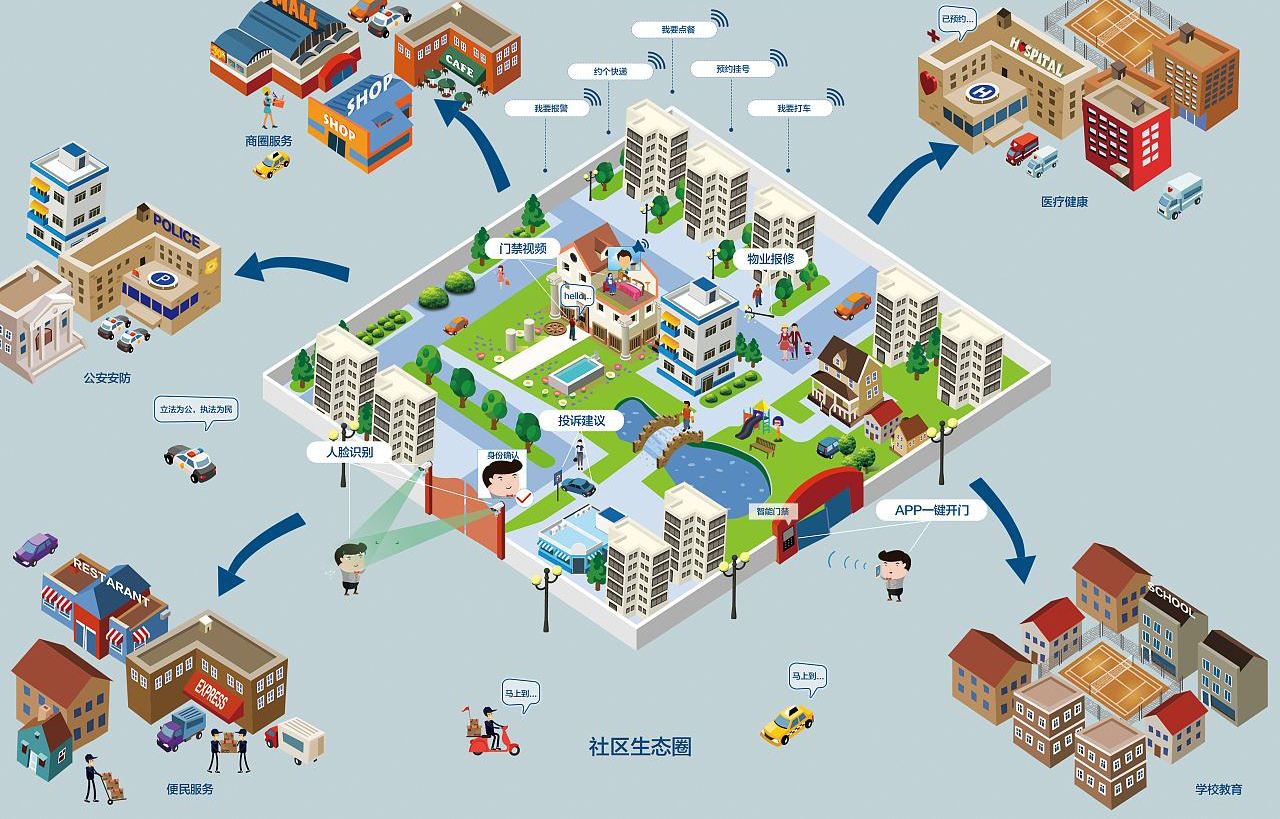 MALL
CAFE
SHOP
SHOP
商圈服务
我要点餐
约个快递
预约挂号
我要报警
我要打车
已预约...
HOSPITAL
H
医疗健康
POLICE
P
公安安防
立法为公，执法为民
门禁视频
物业报修
hello...
投诉建议
人脸识别
身份确认
智能门禁
APP一键开门
RESTARANT
EXPRESS
便民服务
马上到...
马上到...
社区生态圈
SCHOOL
学校教育